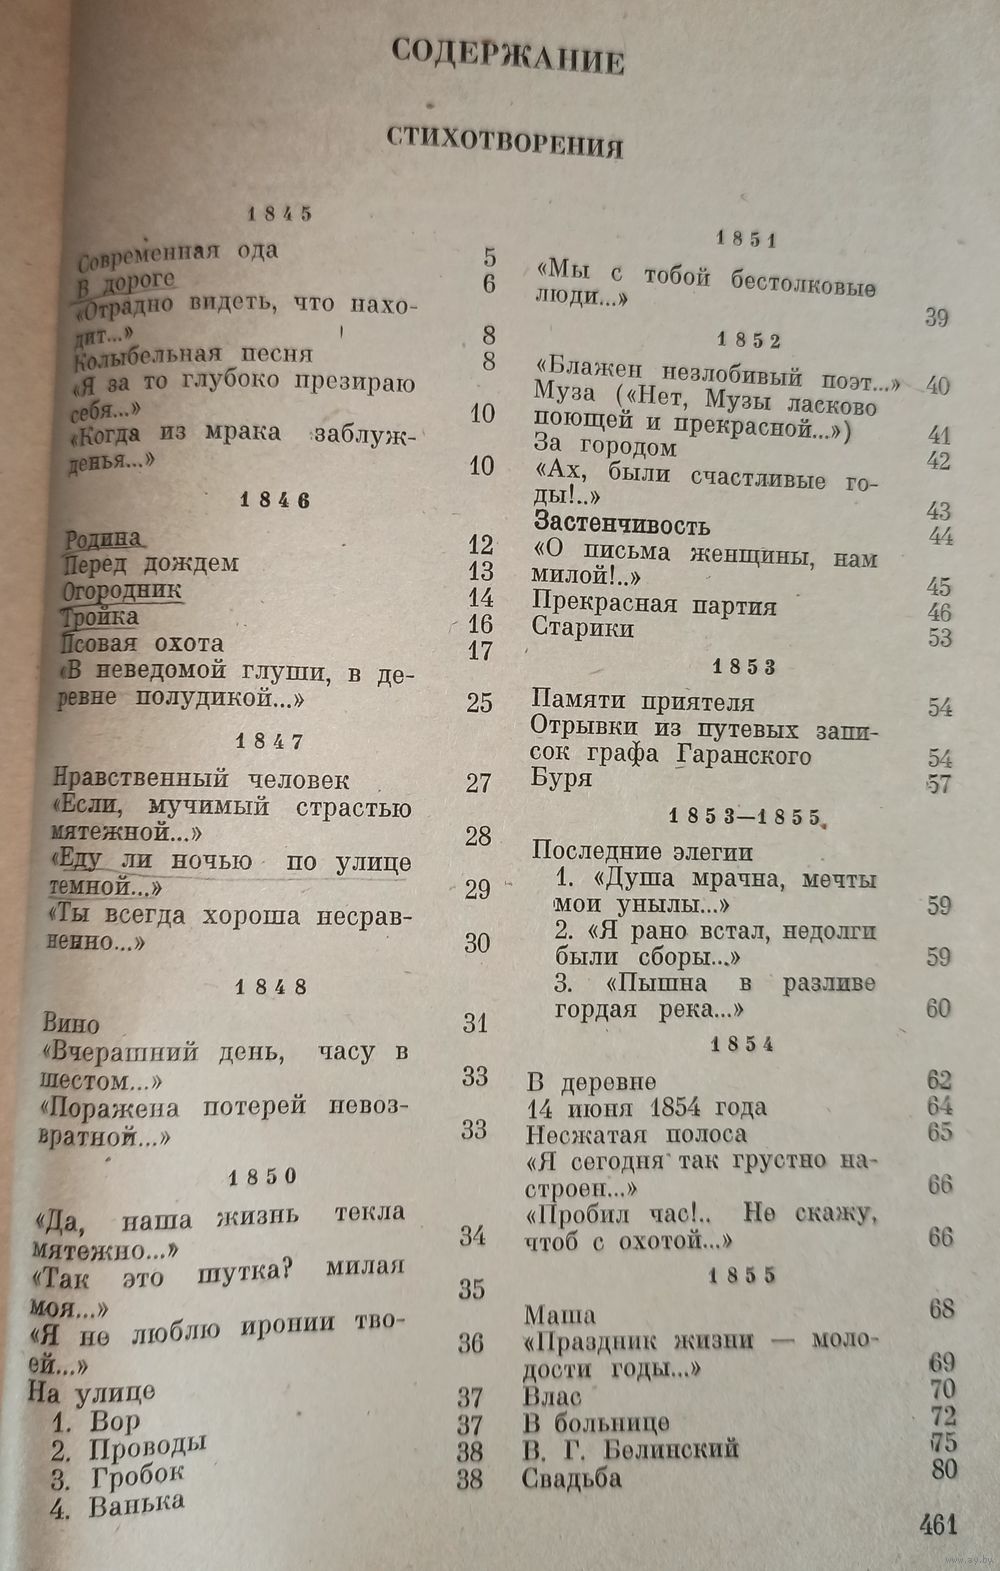 СОДЕРЖАНИЕ
СТИХОТВОРЕНИЯ
1845
Современная ода 5
В дороге 6
«Отрадно видеть, что нахо-
дит...» 8
Колыбельная песня 8
«Я за то глубоко презираю
себя...» 10
«Когда из мрака заблуж-
денья...» 10
1846
Родина 12
Перед дождем 13
Огородник 14
Тройка 16
Псовая охота 17
«В неведомой глуши, в де-
ревне полудикой...» 25
1847
Нравственный человек 27
«Если, мучимый страстью
мятежной...» 28
«Еду ли ночью по улице
темной...» 29
«Ты всегда хороша несрав-
ненно...» 30
1848
Вино 31
«Вчерашний день, часу в
шестом...» 33
«Поражена потерей невоз-
вратной...» 33
1850
«Да, наша жизнь текла
мятежно...» 34
«Так это шутка? милая
моя...» 35
«Я не люблю иронии тво-
ей...» 36
На улице
1. Вор 37
2. Проводы 37
3. Гробок 38
4. Ванька 38
1851
«Мы с тобой бестолковые
люди...» 39
1852
«Блажен незлобивый поэт...» 40
Муза («Нет, Музы ласково
поющей и прекрасной...») 41
За городом 42
«Ах, были счастливые го-
ды!..» 43
Застенчивость 44
«О письма женщины, нам
милой!..» 45
Прекрасная партия 46
Старики 53
1853
Памяти приятеля 54
Отрывки из путевых запи-
сок графа Гаранского 54
Буря 57
1853—1855
Последние элегии
1. «Душа мрачна, мечты
мои унылы...» 59
2. «Я рано встал, недолги
были сборы...» 59
3. «Пышна в разливе
гордая река...» 60
1854
В деревне 62
14 июня 1854 года 64
Несжатая полоса 65
«Я сегодня так грустно на-
строен...» 66
«Пробил час!.. Не скажу,
чтоб с охотой...» 66
1855
Маша 68
«Праздник жизни — моло-
дости годы...» 69
Влас 70
В больнице 72
В. Г. Белинский 75
Свадьба 80
461
www.ay.by